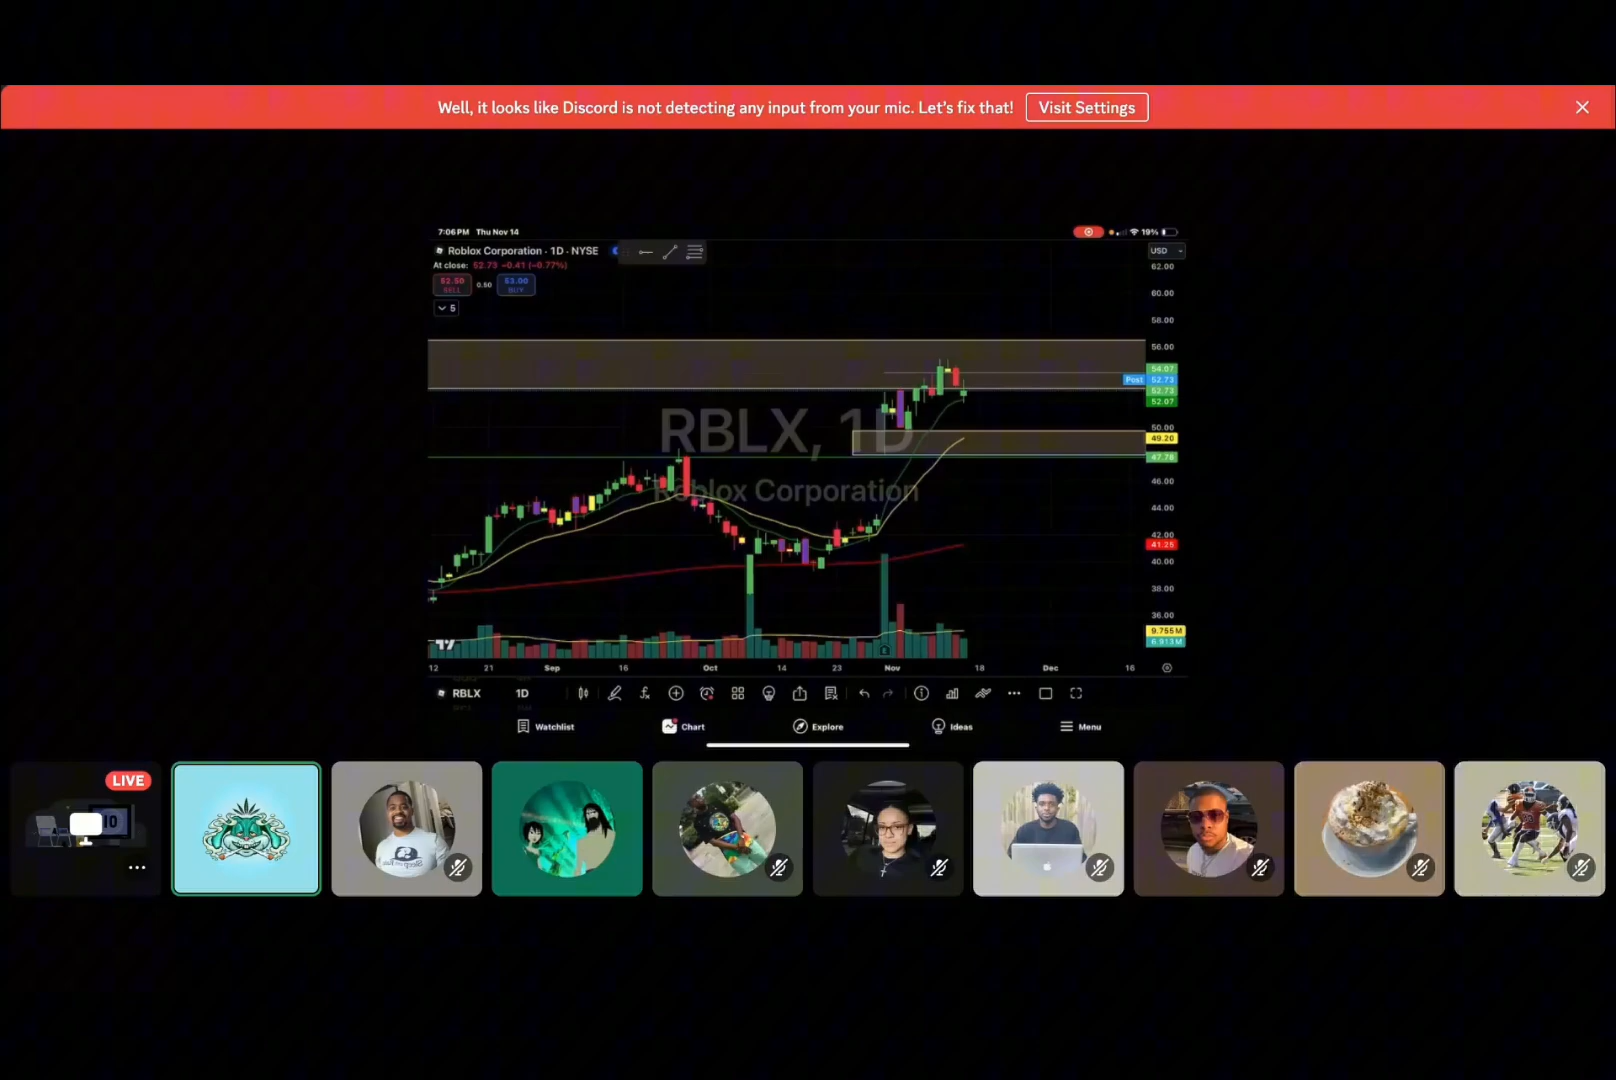 Well, it looks like Discord is not detecting any input from your mic. Let's fix that! Visit Settings
7:06 PM Thu Nov 14
19%
Roblox Corporation · 1D · NYSE
USD
At close: 52.73 −0.41 (−0.77%)
52.50 SELL 0.50 53.00 BUY
5
62.00
60.00
58.00
56.00
54.07
Post 52.73
52.73
52.07
50.00
49.20
47.78
46.00
44.00
42.00
41.25
40.00
38.00
36.00
9.755M
6.913M
RBLX, 1D
Roblox Corporation
E
12 21 Sep 16 Oct 14 23 Nov 18 Dec 16
RBLX 1D
Watchlist Chart Explore Ideas Menu
LIVE